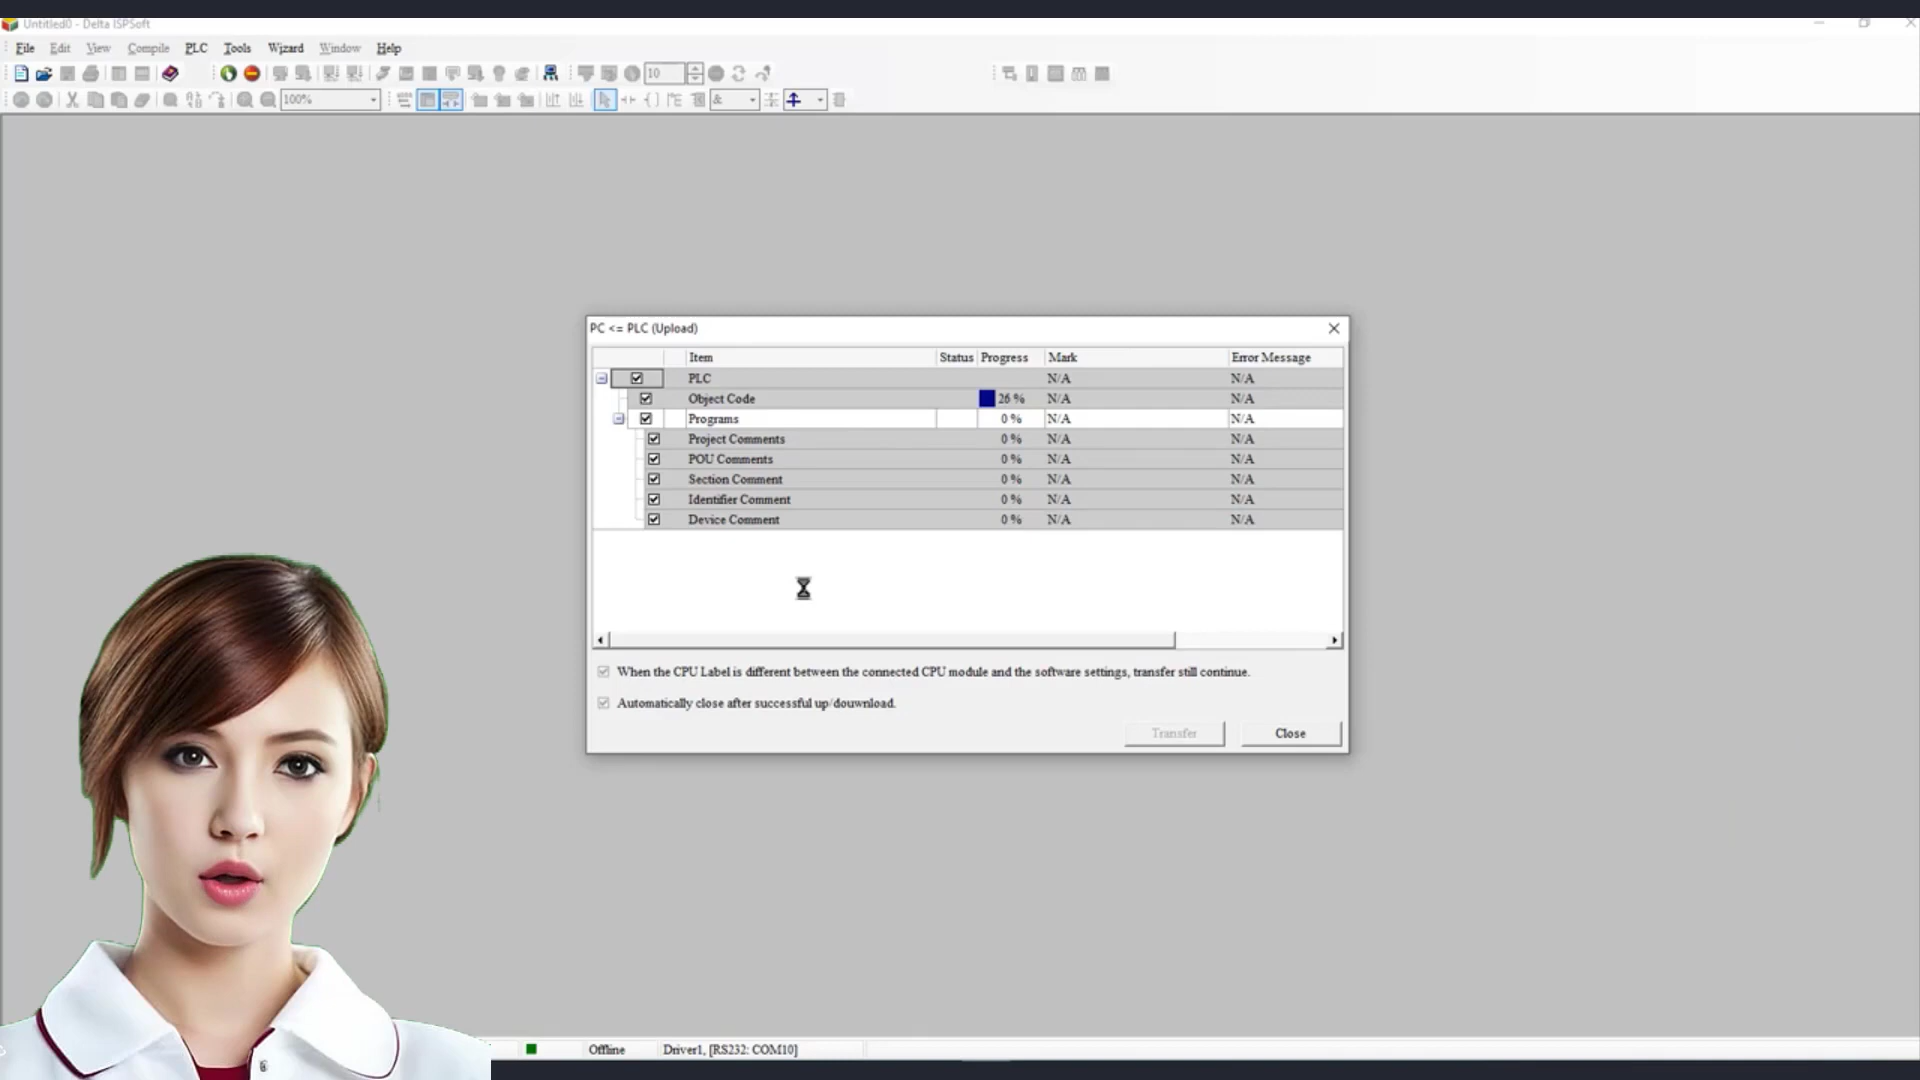 Untitled0 - Delta ISPSoft
File Edit View Compile PLC Tools Wizard Window Help
10
100% &
PC <= PLC (Upload)
Item Status Progress Mark Error Message
PLC N/A N/A
Object Code 26 % N/A N/A
Programs 0 % N/A N/A
Project Comments 0 % N/A N/A
POU Comments 0 % N/A N/A
Section Comment 0 % N/A N/A
Identifier Comment 0 % N/A N/A
Device Comment 0 % N/A N/A
When the CPU Label is different between the connected CPU module and the software settings, transfer still continue.
Automatically close after successful up/douwnload.
Transfer Close
Offline Driver1, [RS232: COM10]